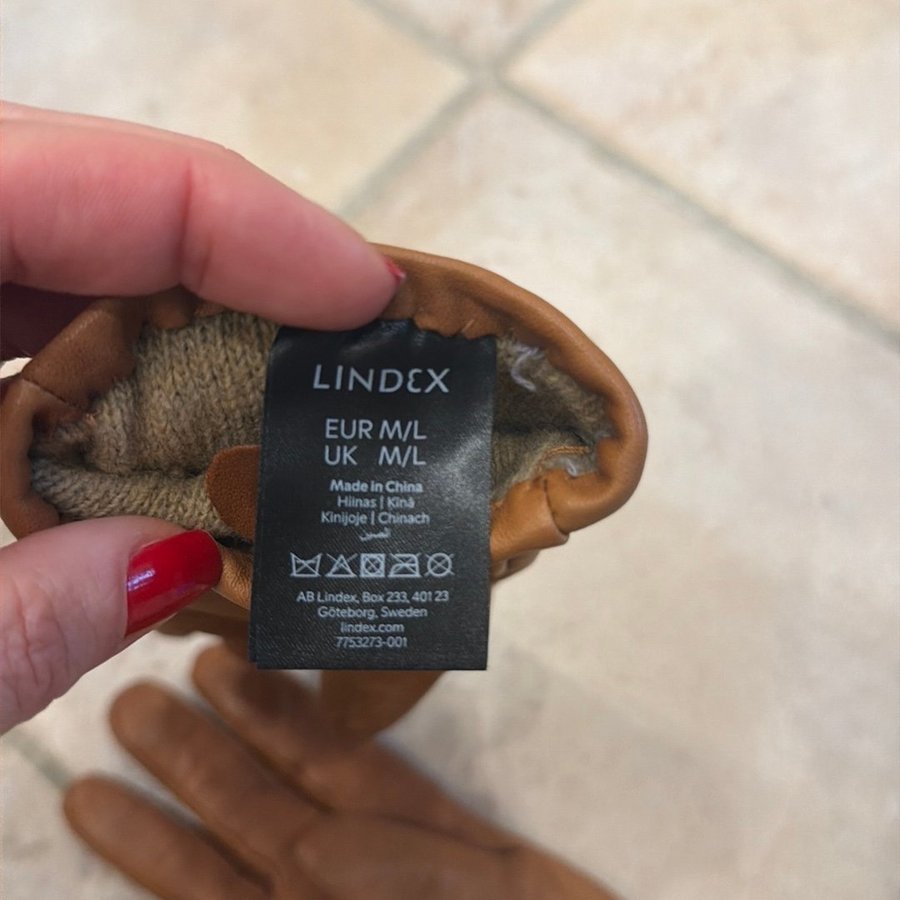 LINDEX
EUR M/L
UK M/L
Made in China
Hiinas | Ķīnā
Kinijoje | Chinach
الصين
AB Lindex, Box 233, 401 23
Göteborg, Sweden
lindex.com
7753273-001